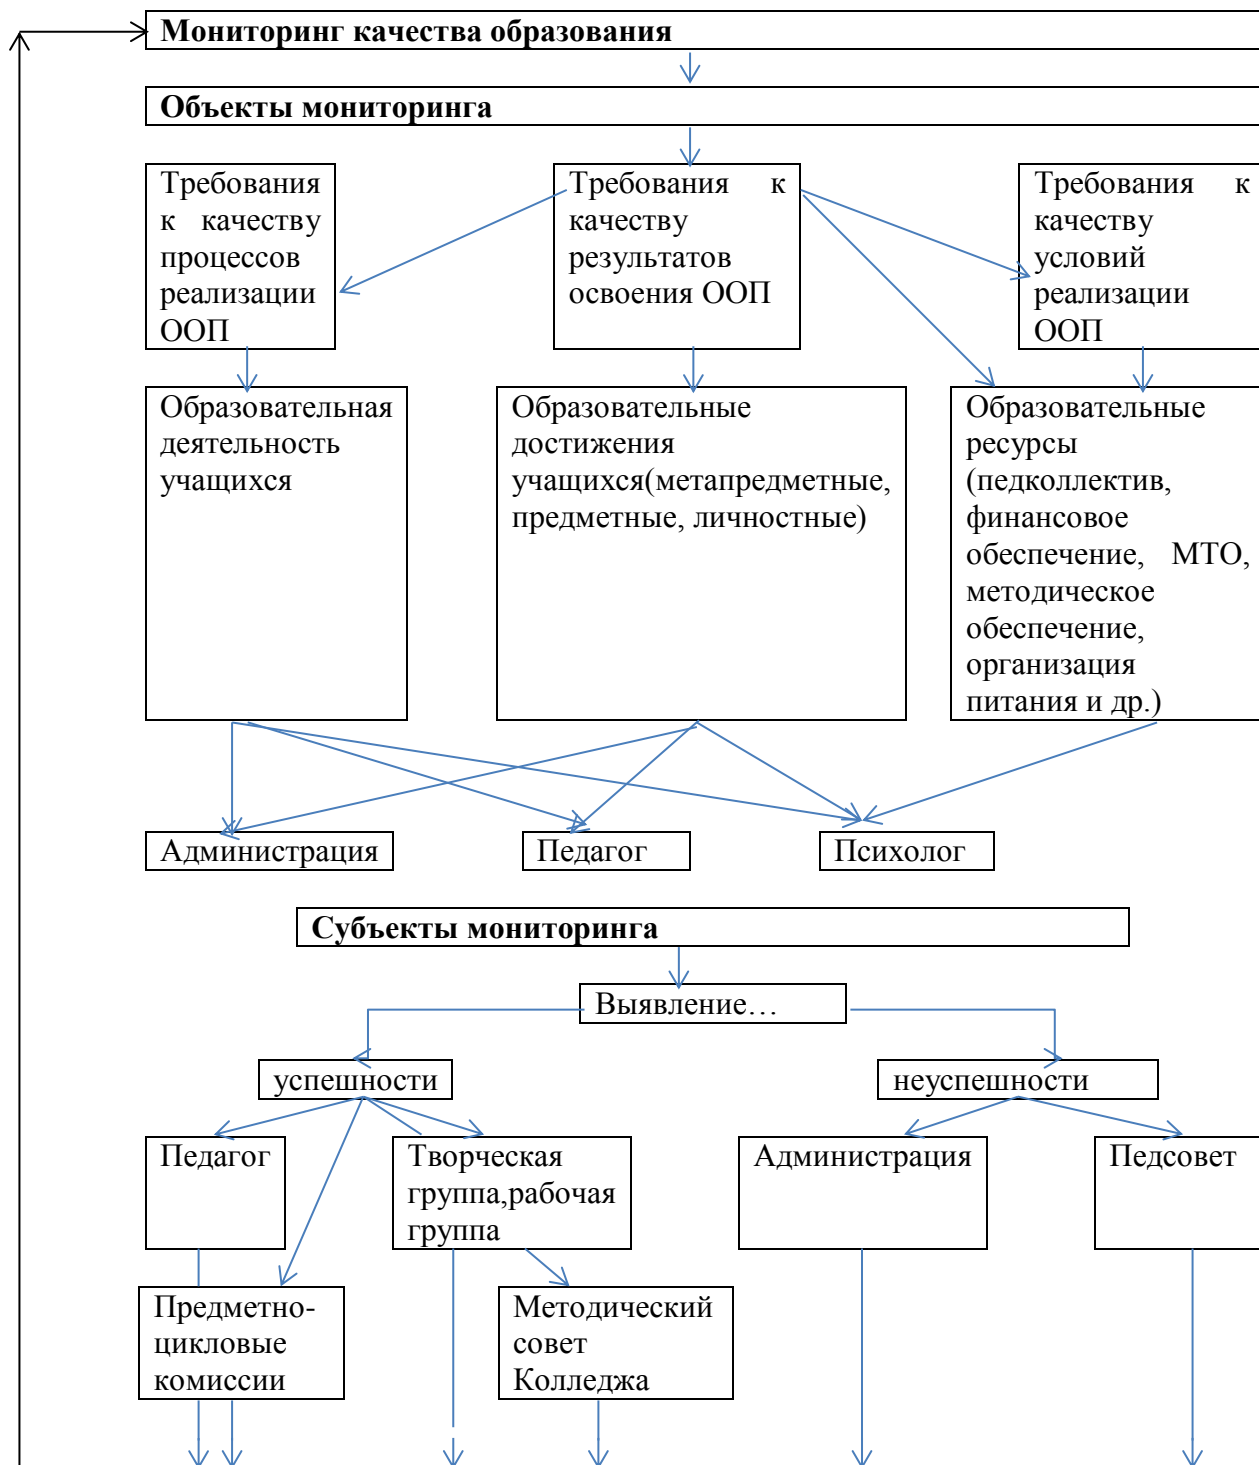 Мониторинг качества образования
Объекты мониторинга
Требования
к качеству
процессов
реализации
ООП
Требования к
качеству
результатов
освоения ООП
Требования к
качеству
условий
реализации
ООП
Образовательная
деятельность
учащихся
Образовательные
достижения
учащихся(метапредметные,
предметные, личностные)
Образовательные
ресурсы
(педколлектив,
финансовое
обеспечение, МТО,
методическое
обеспечение,
организация
питания и др.)
Администрация
Педагог
Психолог
Субъекты мониторинга
Выявление…
успешности
неуспешности
Педагог
Творческая
группа,рабочая
группа
Администрация
Педсовет
Предметно-
цикловые
комиссии
Методический
совет
Колледжа